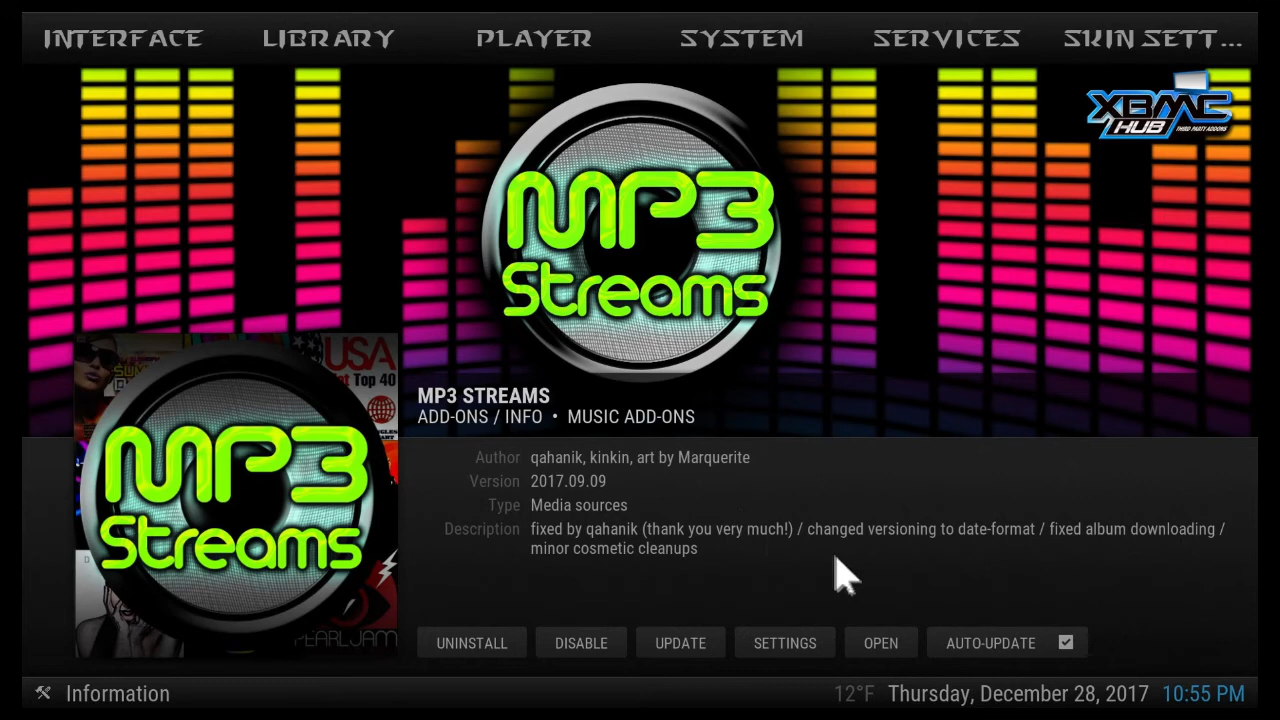 INTERFACE LIBRARY PLAYER SYSTEM SERVICES SKIN SETT...
XBMC
HUB THIRD PARTY ADDONS
MP3
Streams
USA
Top 40
MP3 STREAMS
ADD-ONS / INFO • MUSIC ADD-ONS
MP3
Streams
PEARL JAM
Author qahanik, kinkin, art by Marquerite
Version 2017.09.09
Type Media sources
Description fixed by qahanik (thank you very much!) / changed versioning to date-format / fixed album downloading /
minor cosmetic cleanups
UNINSTALL DISABLE UPDATE SETTINGS OPEN AUTO-UPDATE
Information 12°F Thursday, December 28, 2017 10:55 PM